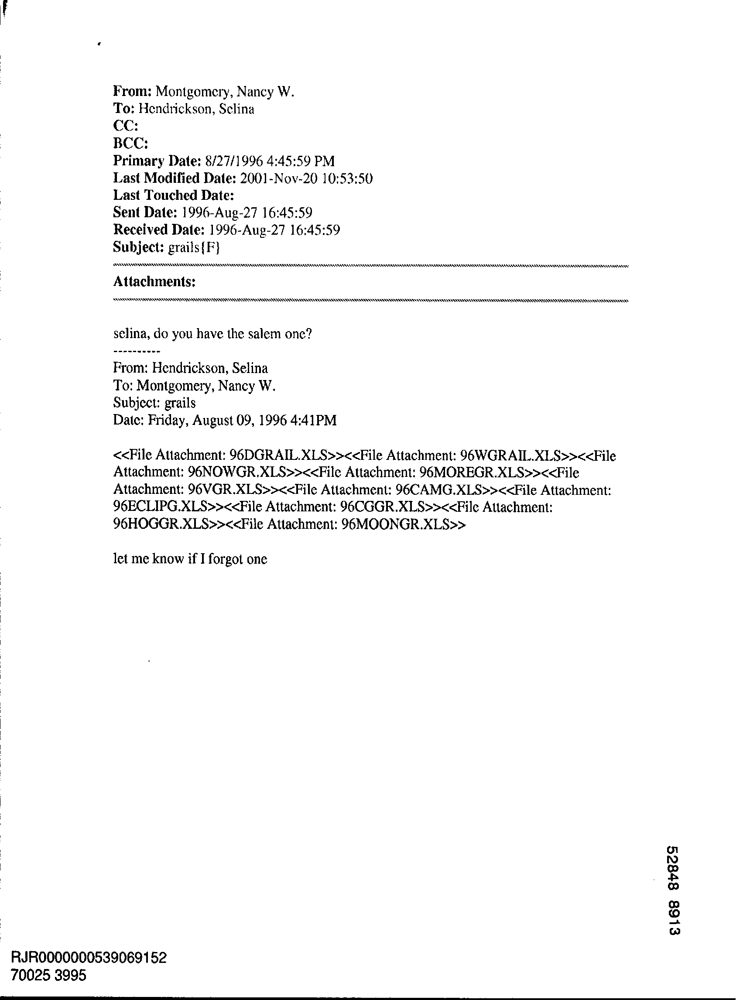 From: Montgomery, Nancy W.
To: Hendrickson, Selina
CC:
BCC:
Primary Date: 8/27/1996 4:45:59 PM
Last Modified Date: 2001-Nov-20 10:53:50
Last Touched Date:
Sent Date: 1996-Aug-27 16:45:59
Received Date: 1996-Aug-27 16:45:59
Subject: grails{F}
Attachments:
selina, do you have the salem one?
----------
From: Hendrickson, Selina
To: Montgomery, Nancy W.
Subject: grails
Date: Friday, August 09, 1996 4:41PM
<<File Attachment: 96DGRAIL.XLS>><<File Attachment: 96WGRAIL.XLS>><<File
Attachment: 96NOWGR.XLS>><<File Attachment: 96MOREGR.XLS>><<File
Attachment: 96VGR.XLS>><<File Attachment: 96CAMG.XLS>><<File Attachment:
96ECLIPG.XLS>><<File Attachment: 96CGGR.XLS>><<File Attachment:
96HOGGR.XLS>><<File Attachment: 96MOONGR.XLS>>
let me know if I forgot one
52848 8913
RJR0000000539069152
70025 3995